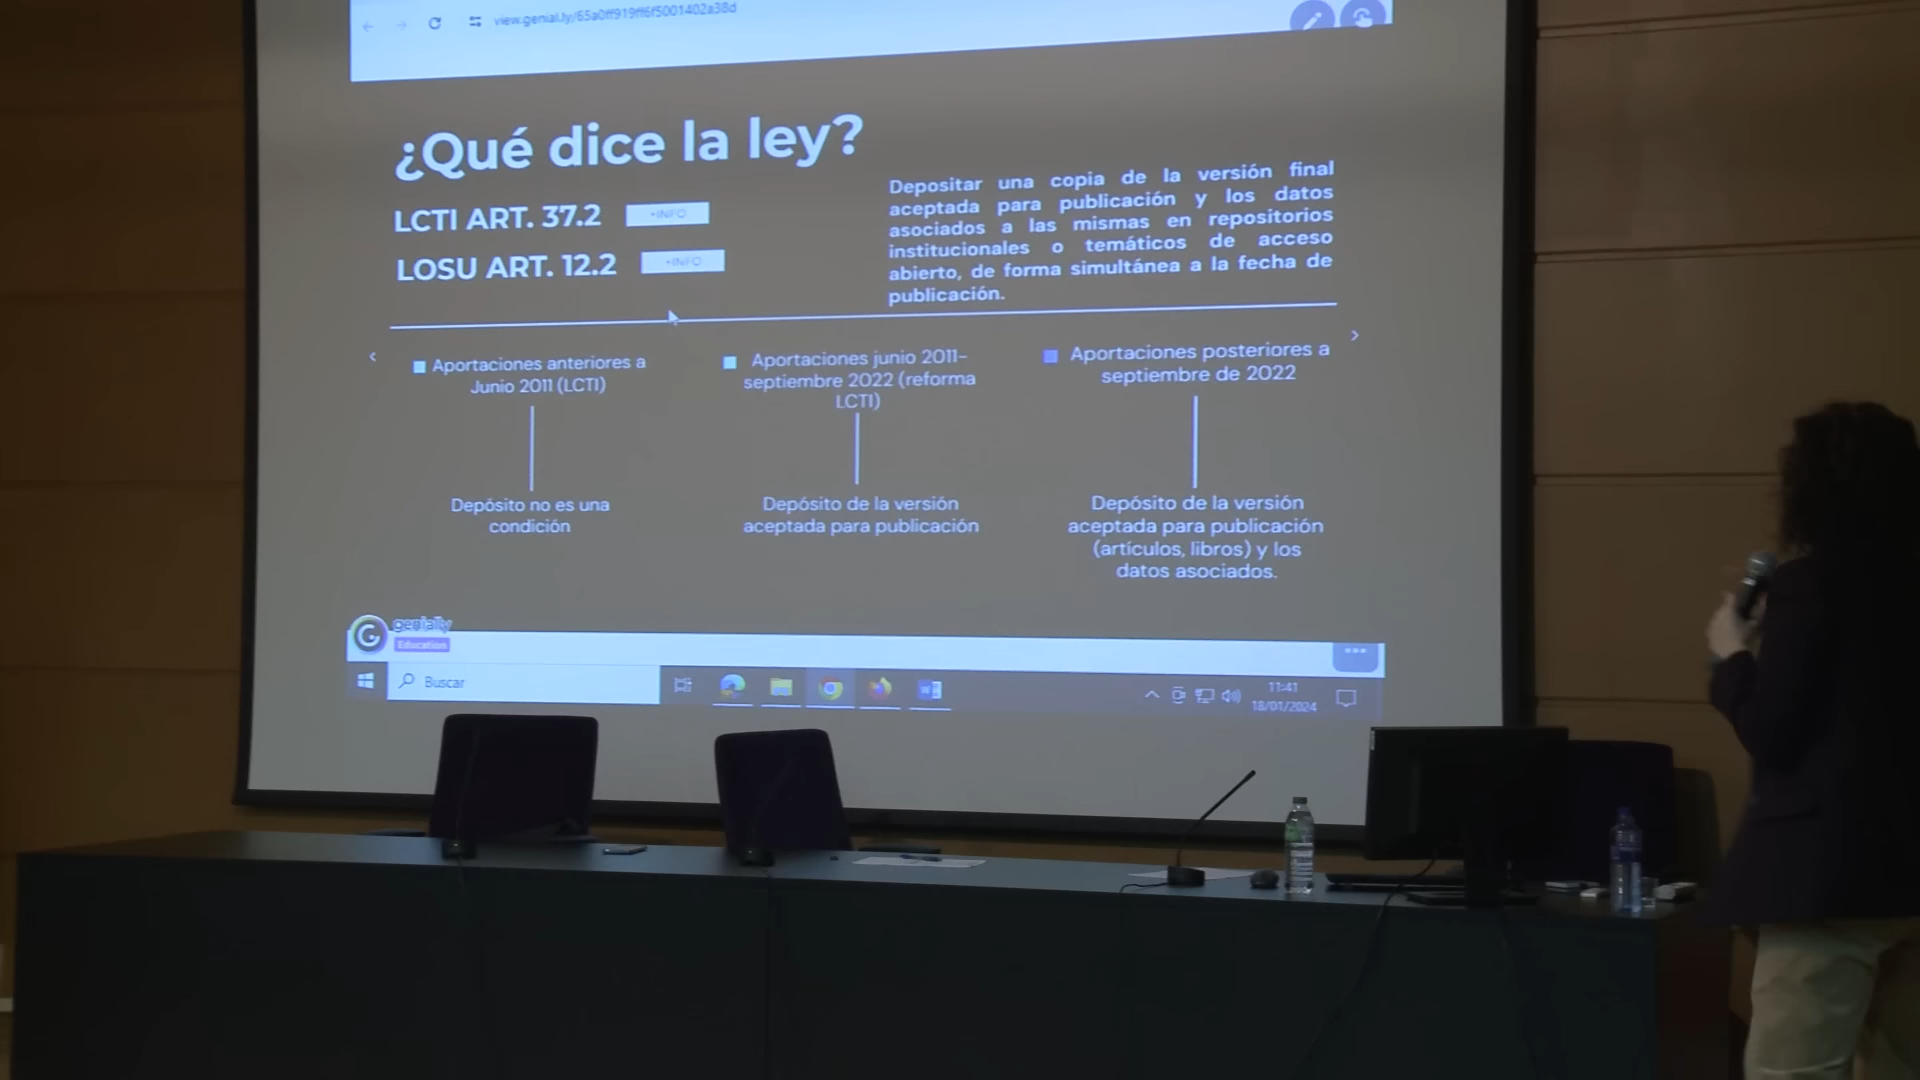 view.genial.ly/65a0ff919ff6f5001402a38d
¿Qué dice la ley?
LCTI ART. 37.2
+INFO
LOSU ART. 12.2
+INFO
Depositar una copia de la versión final
aceptada para publicación y los datos
asociados a las mismas en repositorios
institucionales o temáticos de acceso
abierto, de forma simultánea a la fecha de
publicación.
Aportaciones anteriores a
Junio 2011 (LCTI)
Depósito no es una
condición
Aportaciones junio 2011-
septiembre 2022 (reforma
LCTI)
Depósito de la versión
aceptada para publicación
Aportaciones posteriores a
septiembre de 2022
Depósito de la versión
aceptada para publicación
(artículos, libros) y los
datos asociados.
genially
Education
Buscar
11:41
18/01/2024